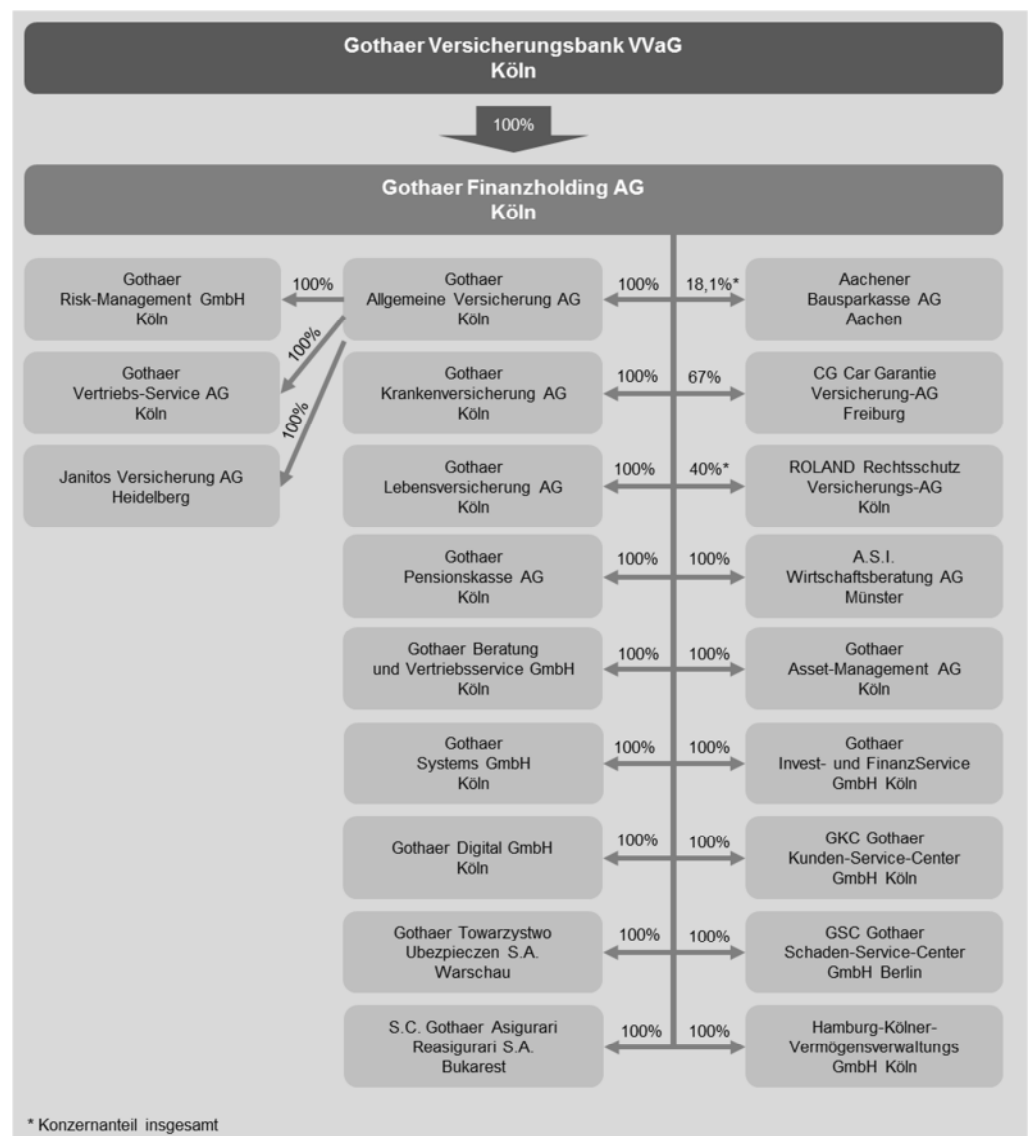 Gothaer Versicherungsbank VVaG
Köln
100%
Gothaer Finanzholding AG
Köln
Gothaer
Risk-Management GmbH
Köln
100%
Gothaer
Allgemeine Versicherung AG
Köln
100%
18,1%*
Aachener
Bausparkasse AG
Aachen
100%
Gothaer
Vertriebs-Service AG
Köln
Gothaer
Krankenversicherung AG
Köln
100%
67%
CG Car Garantie
Versicherung-AG
Freiburg
100%
Janitos Versicherung AG
Heidelberg
Gothaer
Lebensversicherung AG
Köln
100%
40%*
ROLAND Rechtsschutz
Versicherungs-AG
Köln
Gothaer
Pensionskasse AG
Köln
100%
100%
A.S.I.
Wirtschaftsberatung AG
Münster
Gothaer Beratung
und Vertriebsservice GmbH
Köln
100%
100%
Gothaer
Asset-Management AG
Köln
Gothaer
Systems GmbH
Köln
100%
100%
Gothaer
Invest- und FinanzService
GmbH Köln
Gothaer Digital GmbH
Köln
100%
100%
GKC Gothaer
Kunden-Service-Center
GmbH Köln
Gothaer Towarzystwo
Ubezpieczen S.A.
Warschau
100%
100%
GSC Gothaer
Schaden-Service-Center
GmbH Berlin
S.C. Gothaer Asigurari
Reasigurari S.A.
Bukarest
100%
100%
Hamburg-Kölner-
Vermögensverwaltungs
GmbH Köln
* Konzernanteil insgesamt